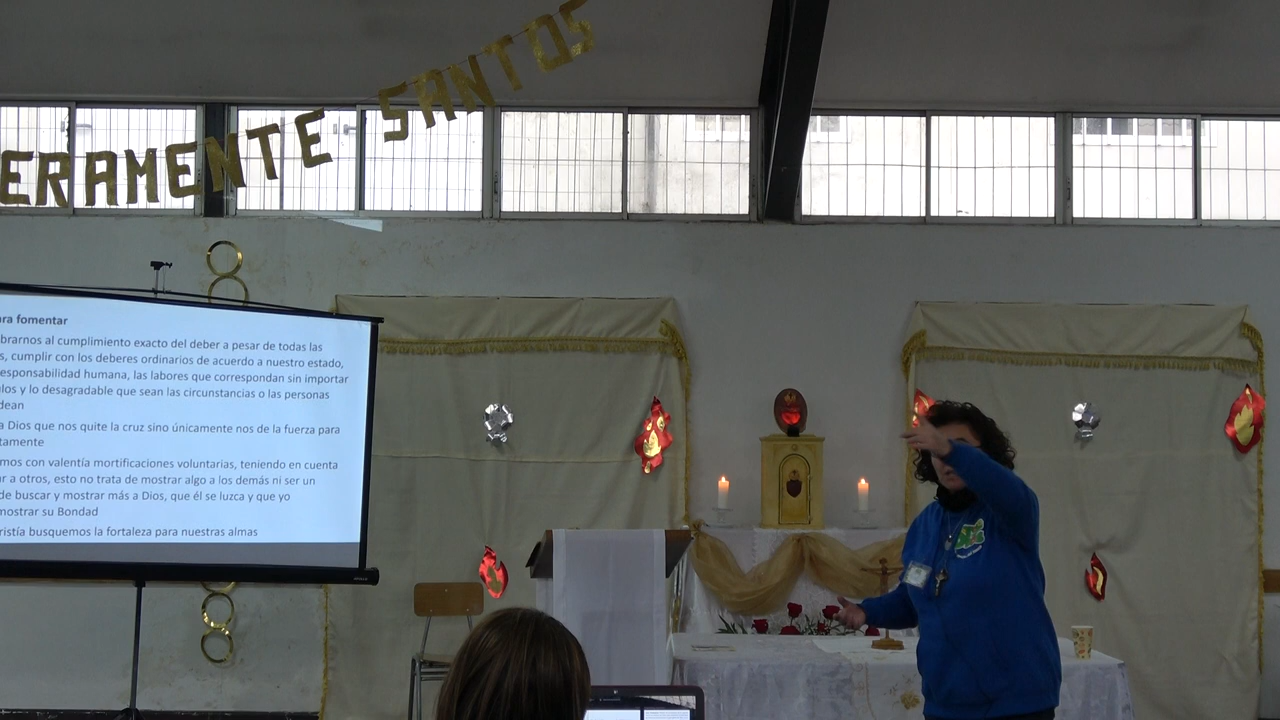 ERAMENTE SANTOS
ara fomentar
brarnos al cumplimiento exacto del deber a pesar de todas las
s, cumplir con los deberes ordinarios de acuerdo a nuestro estado,
esponsabilidad humana, las labores que correspondan sin importar
los y lo desagradable que sean las circunstancias o las personas
dean
a Dios que nos quite la cruz sino únicamente nos de la fuerza para
tamente
mos con valentía mortificaciones voluntarias, teniendo en cuenta
ar a otros, esto no trata de mostrar algo a los demás ni ser un
de buscar y mostrar más a Dios, que él se luzca y que yo
mostrar su Bondad
ristía busquemos la fortaleza para nuestras almas